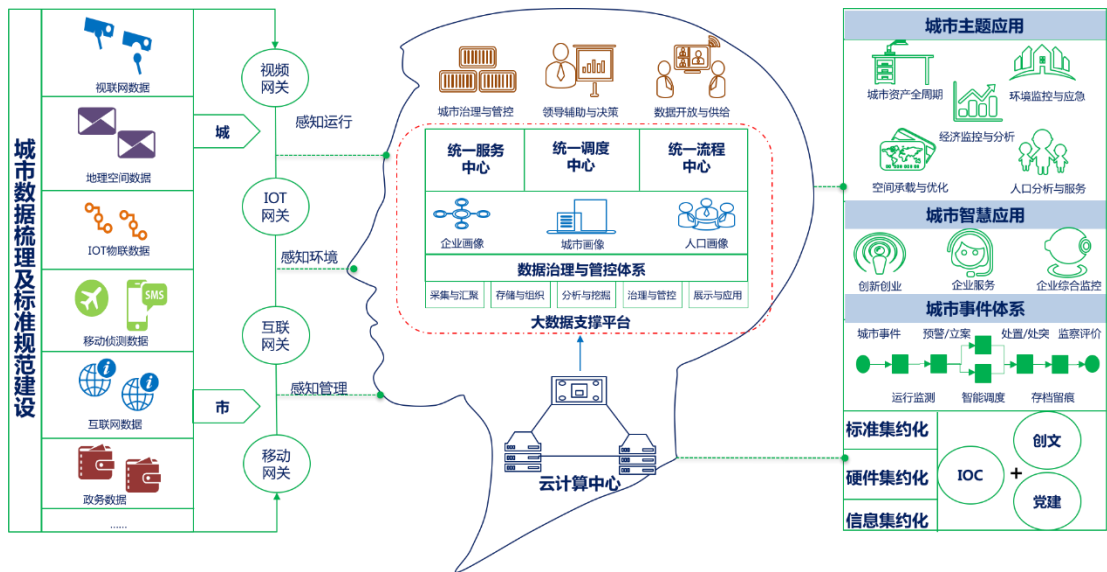 城市数据梳理及标准规范建设
视联网数据
地理空间数据
IOT物联数据
移动侦测数据
SMS
互联网数据
政务数据
......
城
市
视频
网关
IOT
网关
互联
网关
移动
网关
感知运行
感知环境
感知管理
城市治理与管控
领导辅助与决策
数据开放与供给
统一服务
中心
统一调度
中心
统一流程
中心
企业画像
城市画像
人口画像
数据治理与管控体系
采集与汇聚
存储与组织
分析与挖掘
治理与管控
展示与应用
大数据支撑平台
云计算中心
城市主题应用
城市资产全周期
环境监控与应急
经济监控与分析
空间承载与优化
人口分析与服务
城市智慧应用
创新创业
企业服务
企业综合监控
城市事件体系
城市事件
预警/立案
处置/处突
监察评价
运行监测
智能调度
存档留痕
标准集约化
硬件集约化
信息集约化
IOC
+
创文
党建